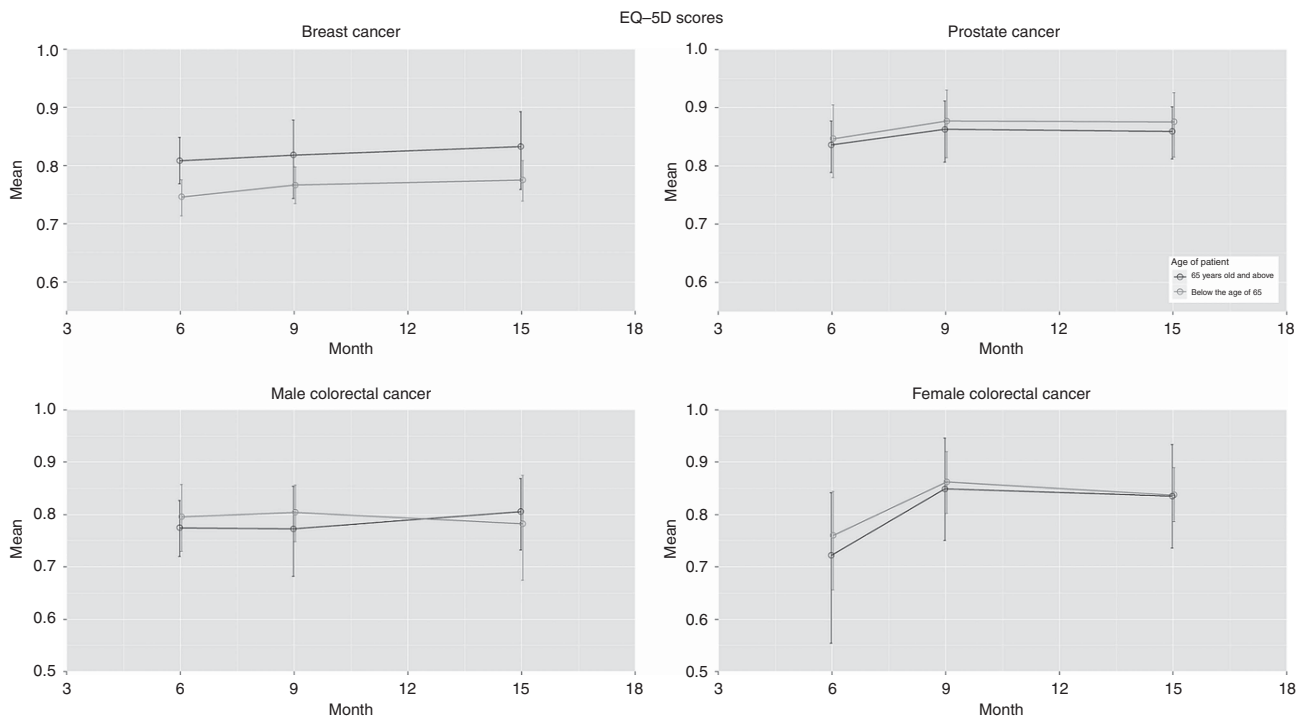 EQ–5D scores
Breast cancer
1.0
0.9
0.8
0.7
0.6
Mean
3 6 9 12 15 18
Month
Prostate cancer
1.0
0.9
0.8
0.7
0.6
Mean
Age of patient
65 years old and above
Below the age of 65
3 6 9 12 15 18
Month
Male colorectal cancer
1.0
0.9
0.8
0.7
0.6
0.5
Mean
3 6 9 12 15 18
Month
Female colorectal cancer
1.0
0.9
0.8
0.7
0.6
0.5
Mean
3 6 9 12 15 18
Month